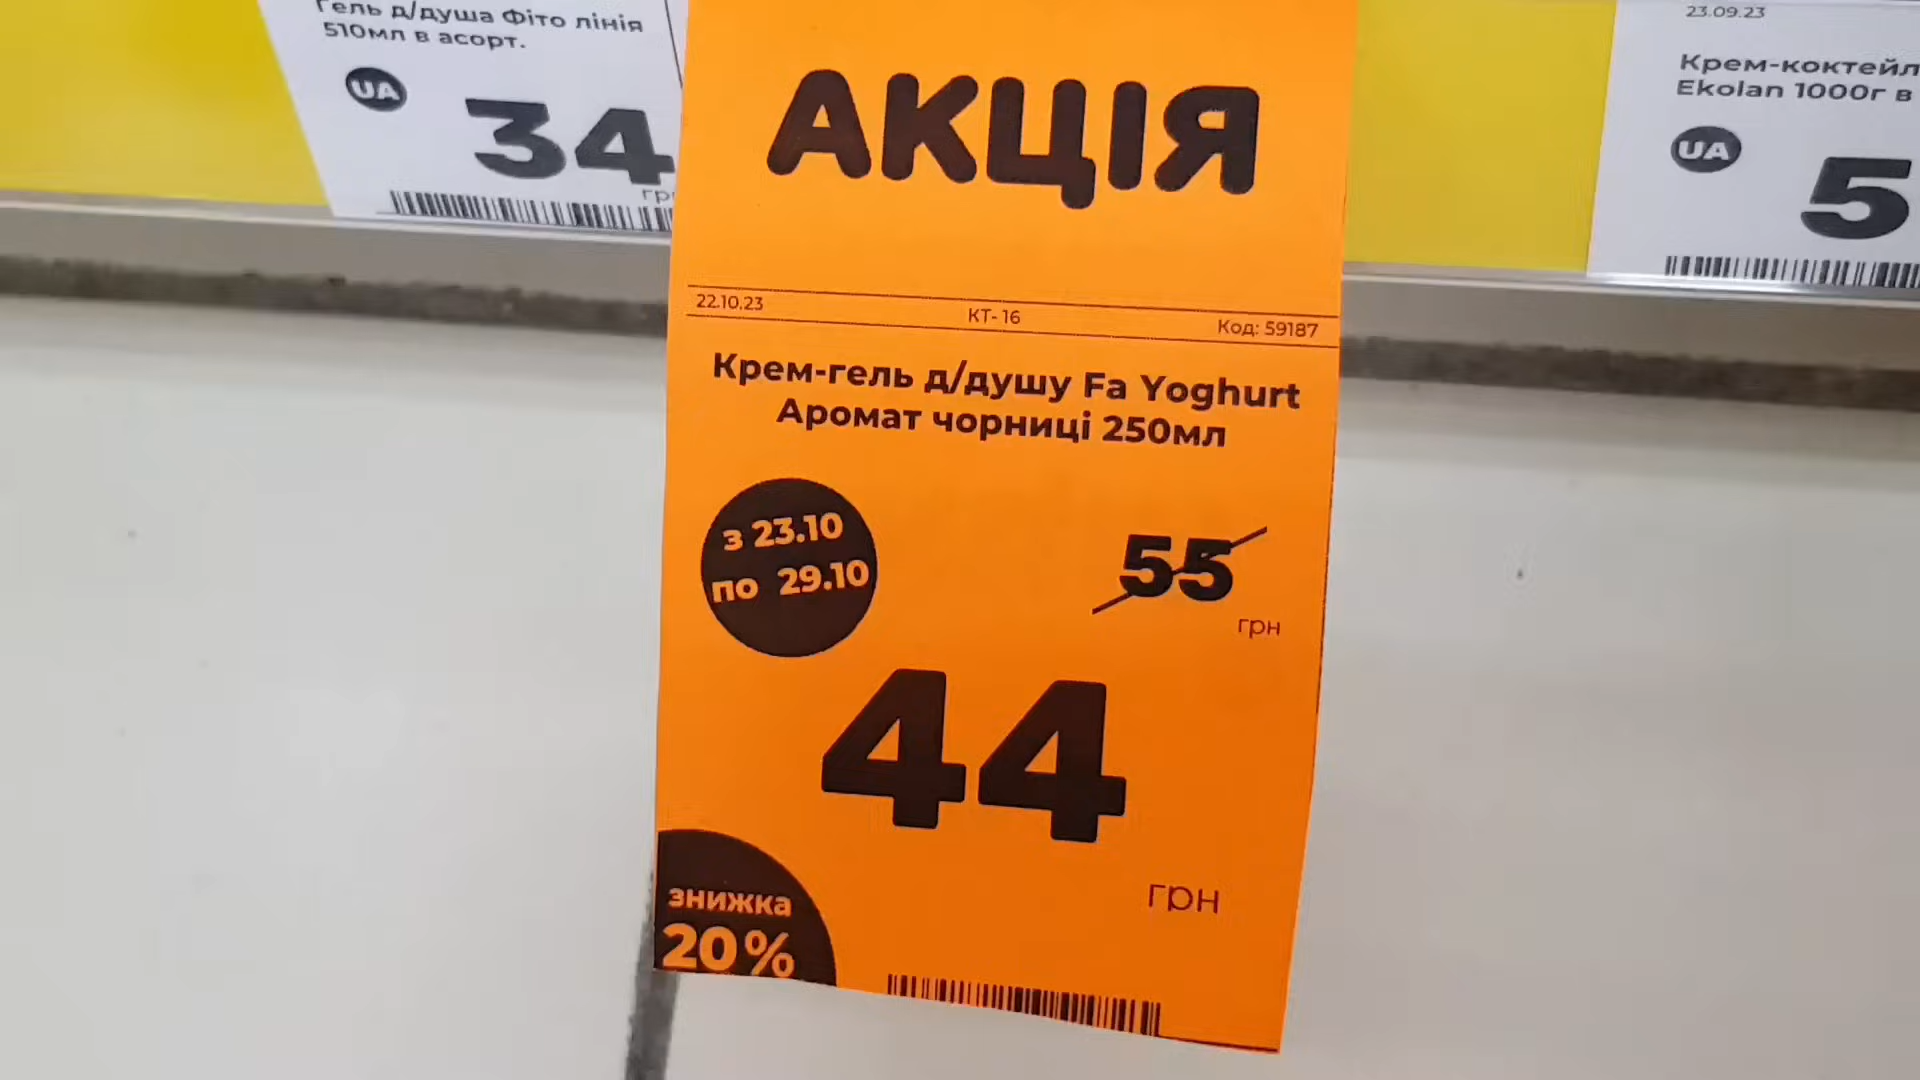 Гель д/душа Фіто лінія
510мл в асорт.
UA
34
АКЦІЯ
22.10.23 КТ-16 Код: 59187
Крем-гель д/душу Fa Yoghurt
Аромат чорниці 250мл
з 23.10
по 29.10
55
грн
44
грн
знижка
20%
23.09.23
Крем-коктейл
Ekolan 1000г в
UA
5